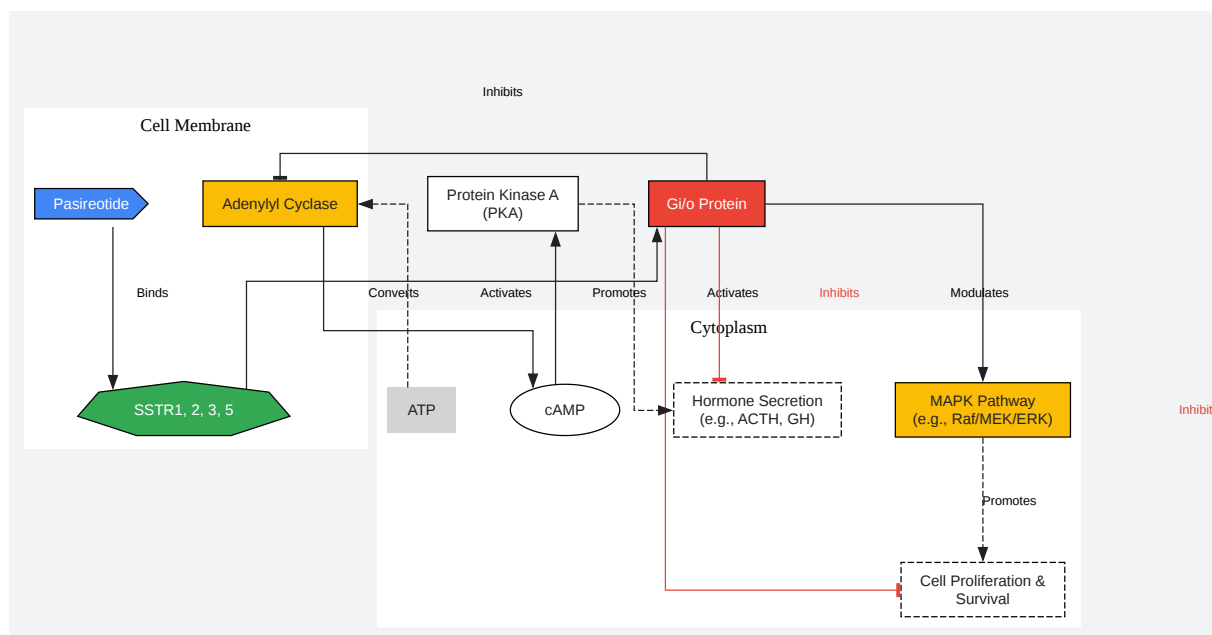 Inhibits
Cell Membrane
Pasireotide
Adenylyl Cyclase
Protein Kinase A
(PKA)
Gi/o Protein
Binds
Converts
Activates
Promotes
Activates
Inhibits
Modulates
Cytoplasm
SSTR1, 2, 3, 5
ATP
cAMP
Hormone Secretion
(e.g., ACTH, GH)
MAPK Pathway
(e.g., Raf/MEK/ERK)
Inhibit
Promotes
Cell Proliferation &
Survival